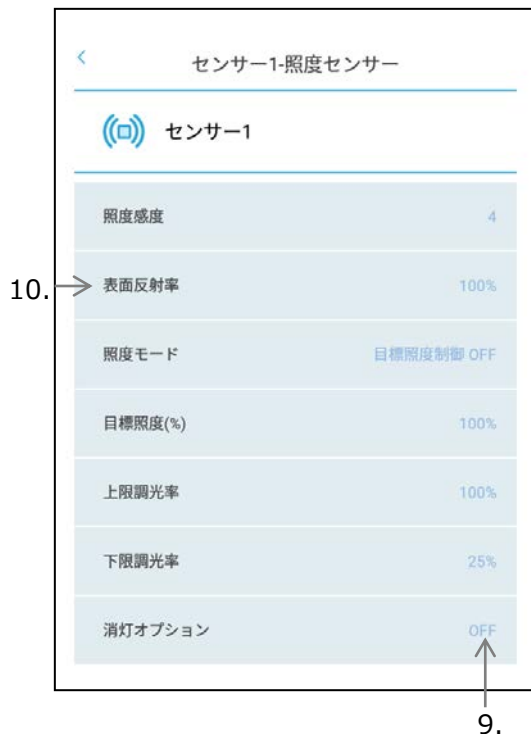 センサー1-照度センサー
センサー1
照度感度 4
10. 表面反射率 100%
照度モード 目標照度制御 OFF
目標照度(%) 100%
上限調光率 100%
下限調光率 25%
消灯オプション OFF
9.